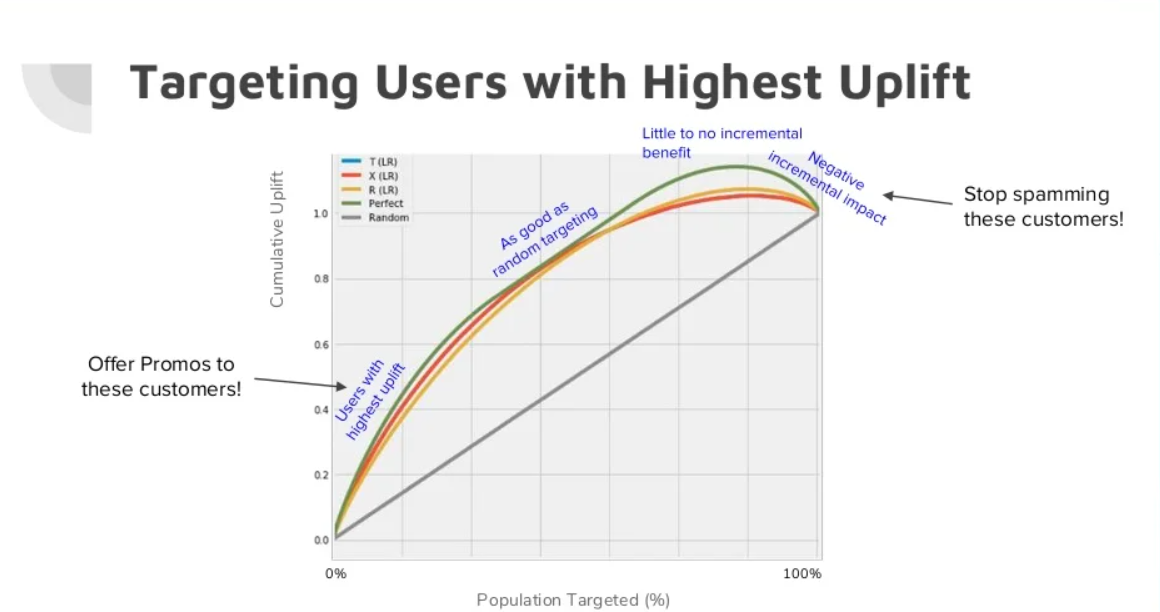 Targeting Users with Highest Uplift
Little to no incremental
benefit
Negative
incremental impact
Stop spamming
these customers!
T (LR)
X (LR)
R (LR)
Perfect
Random
Cumulative Uplift
1.0
0.8
0.6
0.4
0.2
0.0
As good as
random targeting
Offer Promos to
these customers!
Users with
highest uplift
0%
100%
Population Targeted (%)